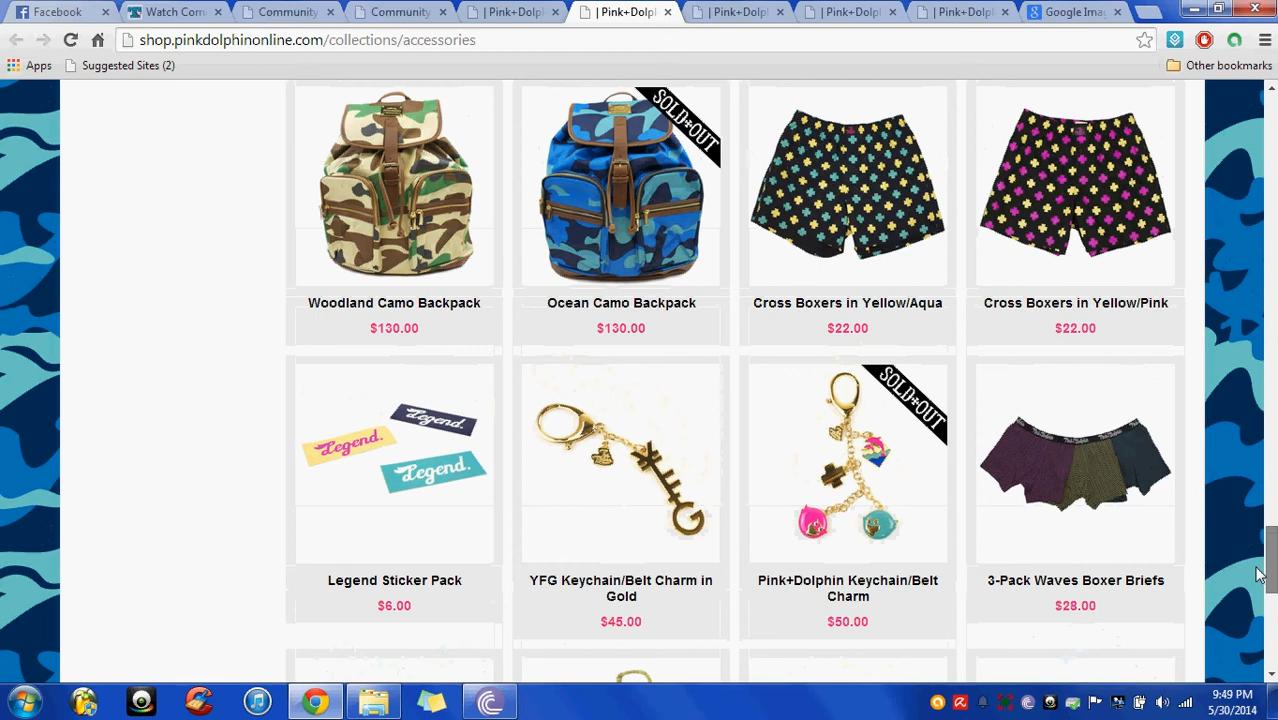 Facebook
Watch Com
Community
Community
| Pink+Dolp
| Pink+Dolp
| Pink+Dolp
| Pink+Dolp
| Pink+Dolp
Google Imag
shop.pinkdolphinonline.com/collections/accessories
Apps
Suggested Sites (2)
Other bookmarks
SOLD+OUT
Woodland Camo Backpack
$130.00
Ocean Camo Backpack
$130.00
Cross Boxers in Yellow/Aqua
$22.00
Cross Boxers in Yellow/Pink
$22.00
Legend.
Legend.
Legend.
SOLD+OUT
Legend Sticker Pack
$6.00
YFG Keychain/Belt Charm in
Gold
$45.00
Pink+Dolphin Keychain/Belt
Charm
$50.00
3-Pack Waves Boxer Briefs
$28.00
9:49 PM
5/30/2014